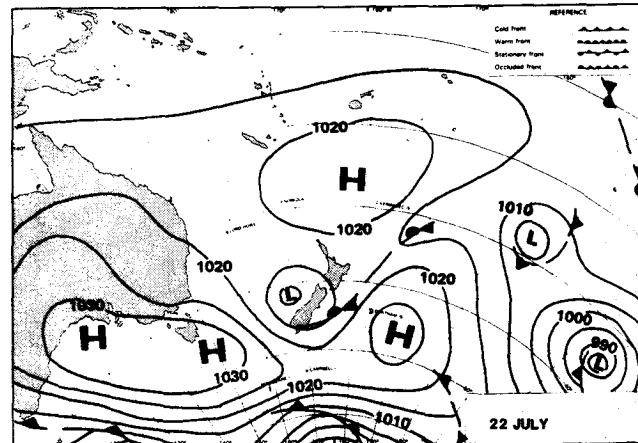 REFERENCE
Cold front
Warm front
Stationary front
Occluded front
1020
H
1020
1020
1010
L
1020
1020
L
1030
H
H
H
1030
1000
990
L
1020
1010
22 JULY